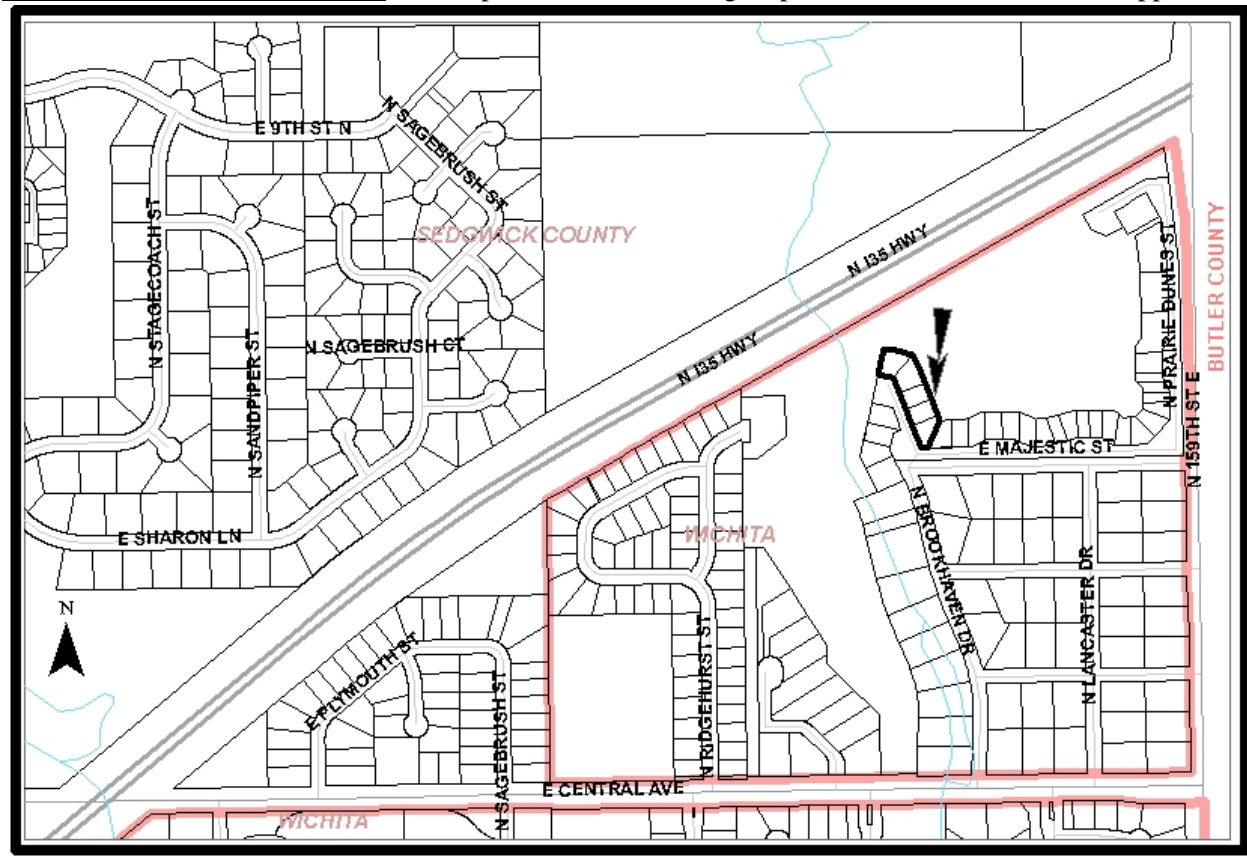 E 9TH ST N
N SAGEBRUSH ST
SEDGWICK COUNTY
N STAGECOACH ST
N SANDPIPER ST
N SAGEBRUSH CT
E SHARON LN
N I35 HWY
N I35 HWY
BUTLER COUNTY
N PRAIRIE DUNES ST
N 159TH ST E
E MAJESTIC ST
WICHITA
N BROOKHAVEN DR
N LANCASTER DR
N RIDGEHURST ST
N
E PLYMOUTH ST
N SAGEBRUSH ST
E CENTRAL AVE
WICHITA